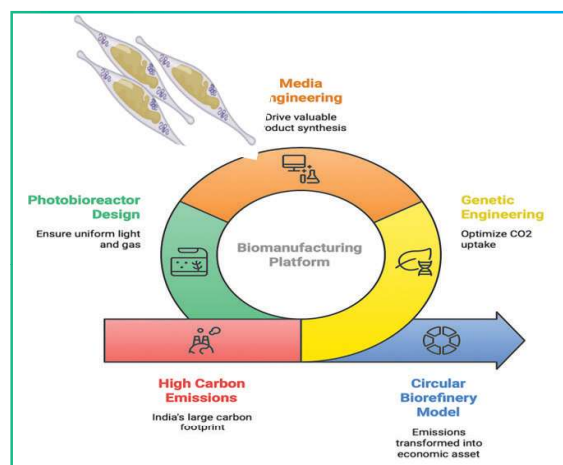 Media
ngineering
Drive valuable
roduct synthesis
Photobioreactor
Design
Ensure uniform light
and gas
Genetic
Engineering
Optimize CO2
uptake
Biomanufacturing
Platform
High Carbon
Emissions
India's large carbon
footprint
Circular
Biorefinery
Model
Emissions
transformed into
economic asset